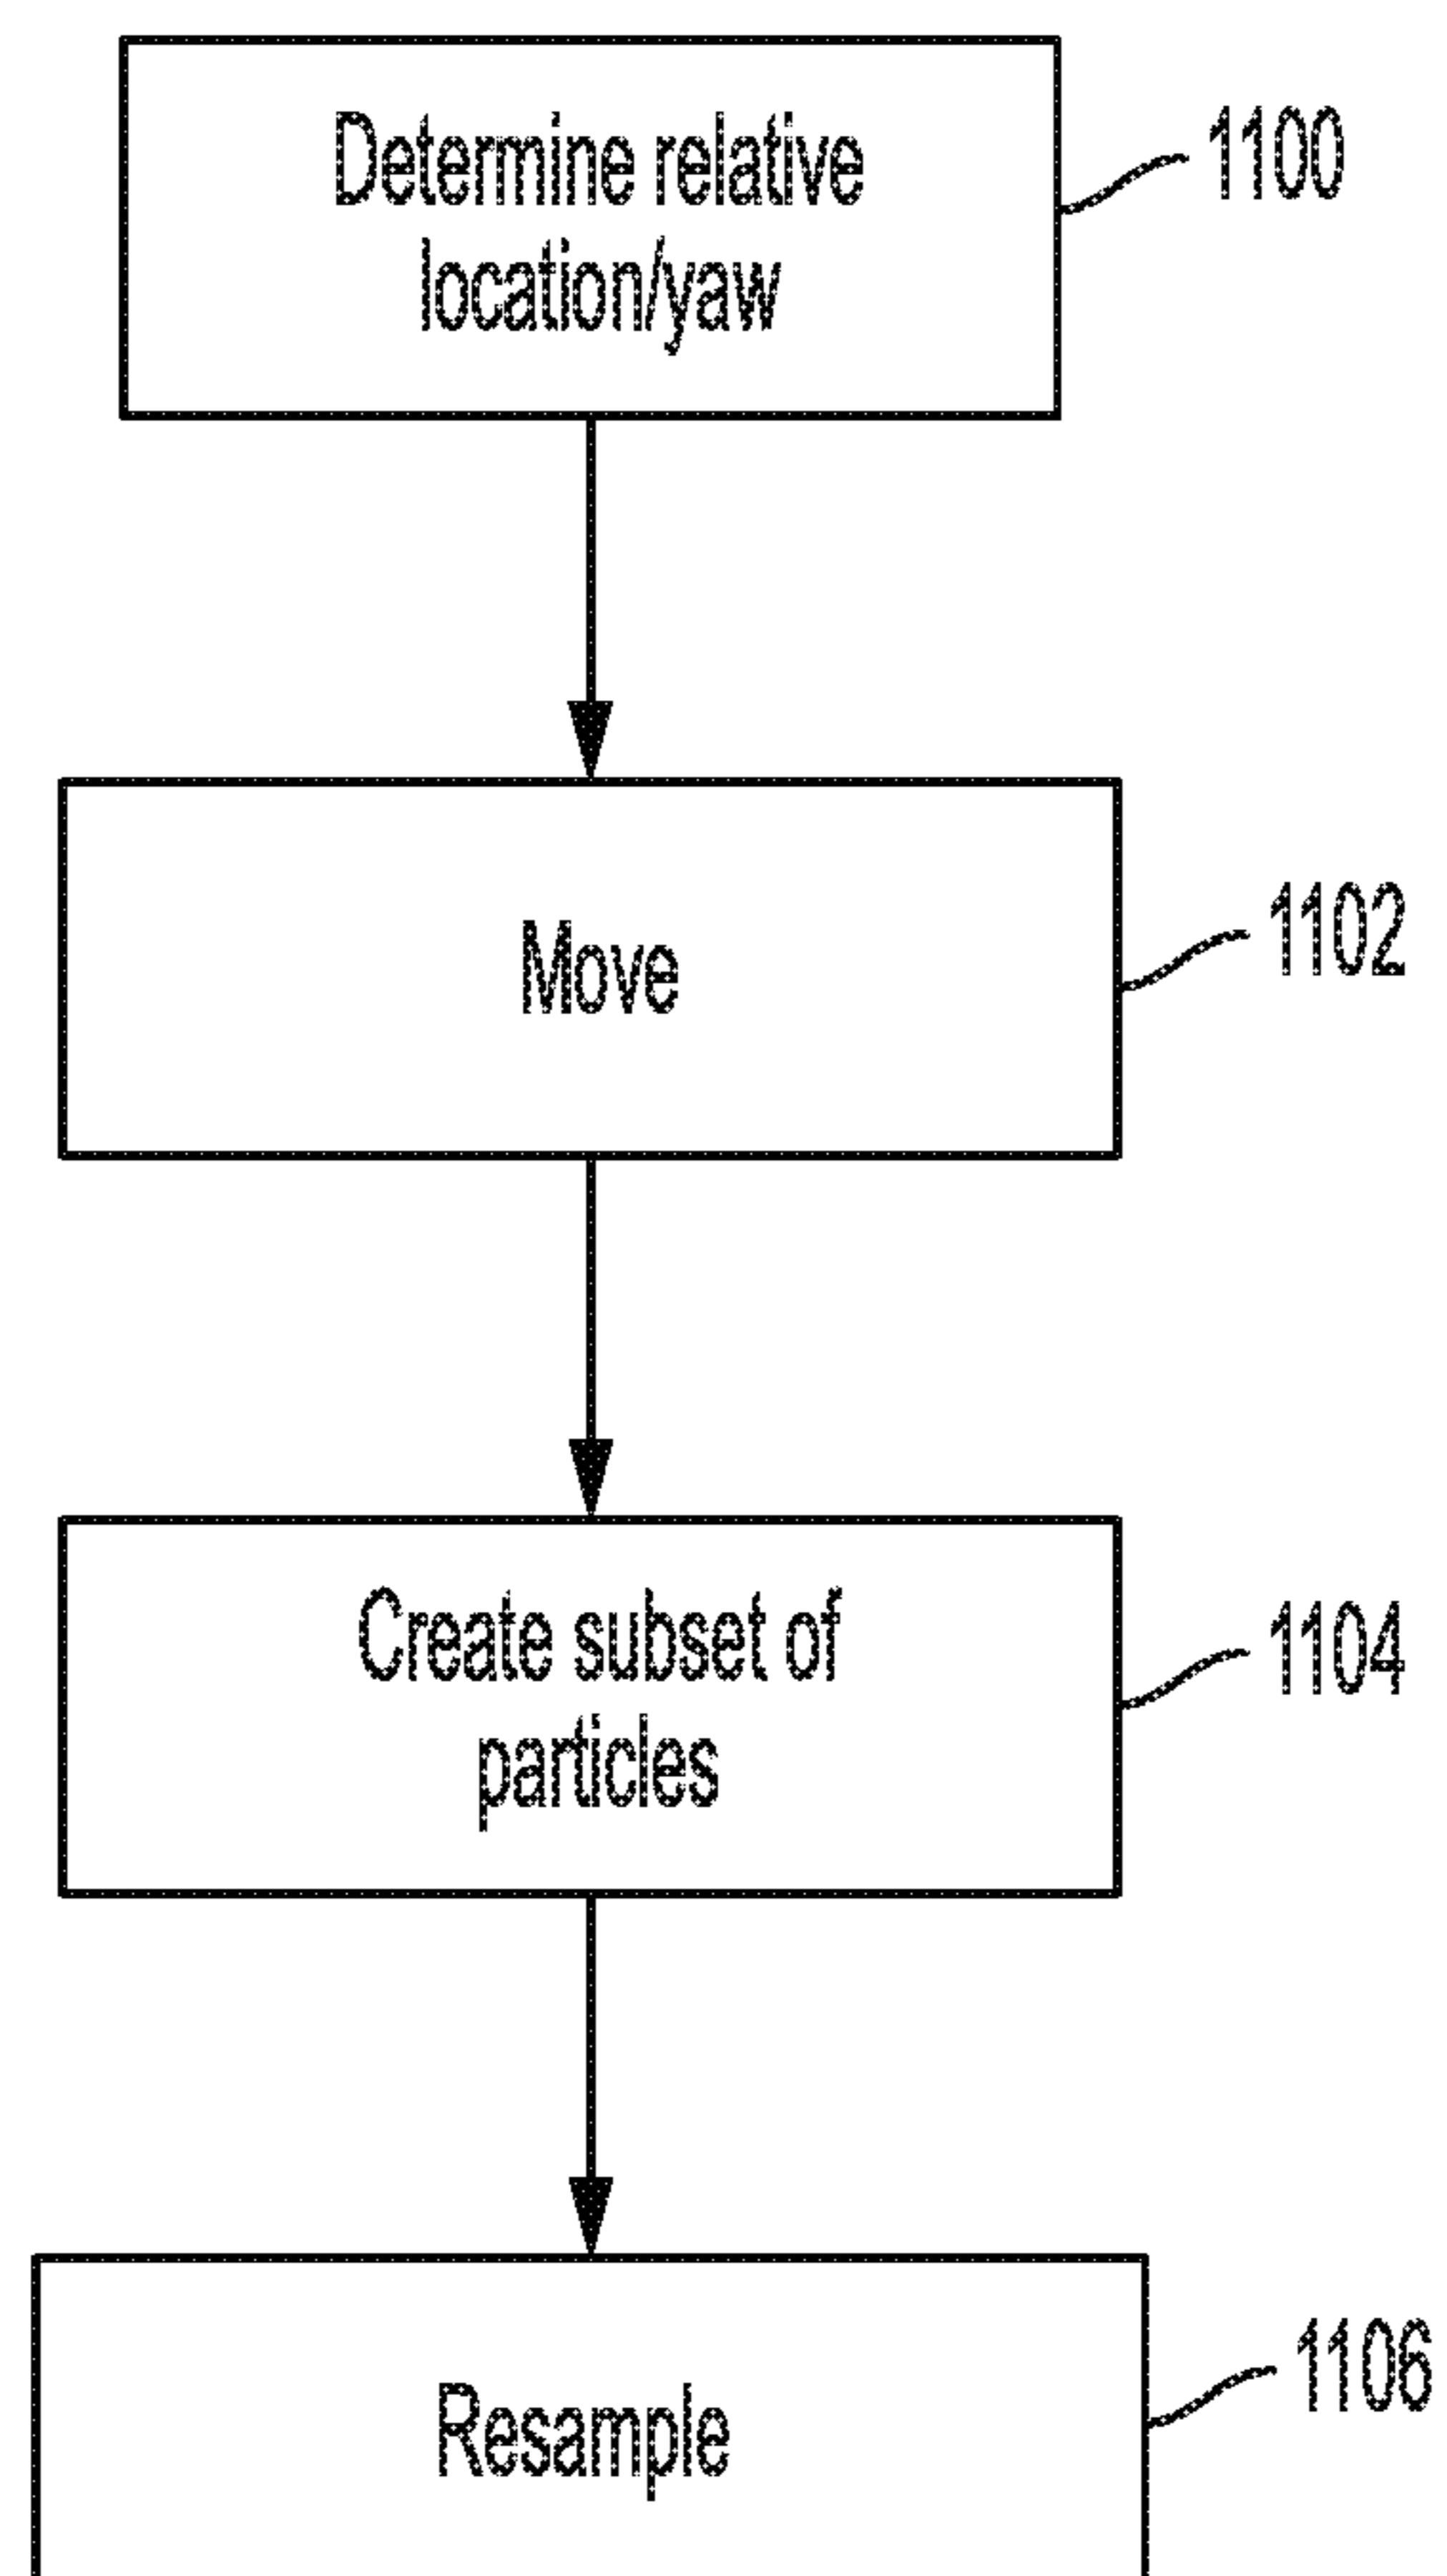 Determine relative
location/yaw
1100
Move
1102
Create subset of
particles
1104
Resample
1106